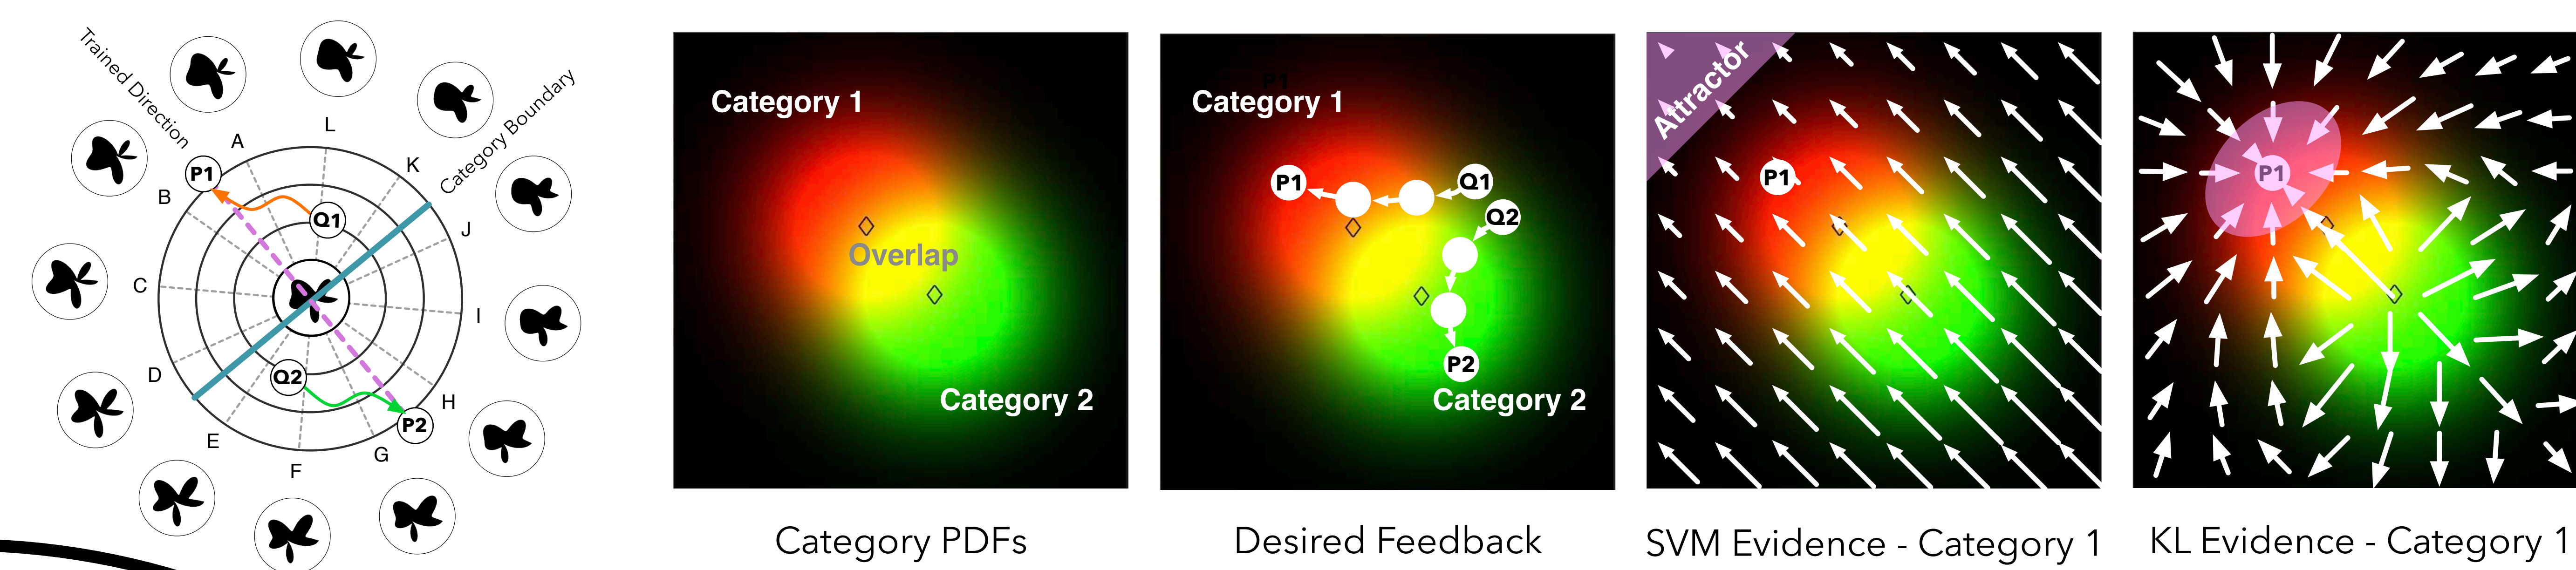 Trained Direction
Category Boundary
A
L
K
J
I
H
G
F
E
D
C
B
P1
Q1
Q2
P2
Category 1
Overlap
Category 2
Category PDFs
P1
Category 1
P1
Q1
Q2
P2
Category 2
Desired Feedback
Attractor
P1
SVM Evidence - Category 1
P1
KL Evidence - Category 1